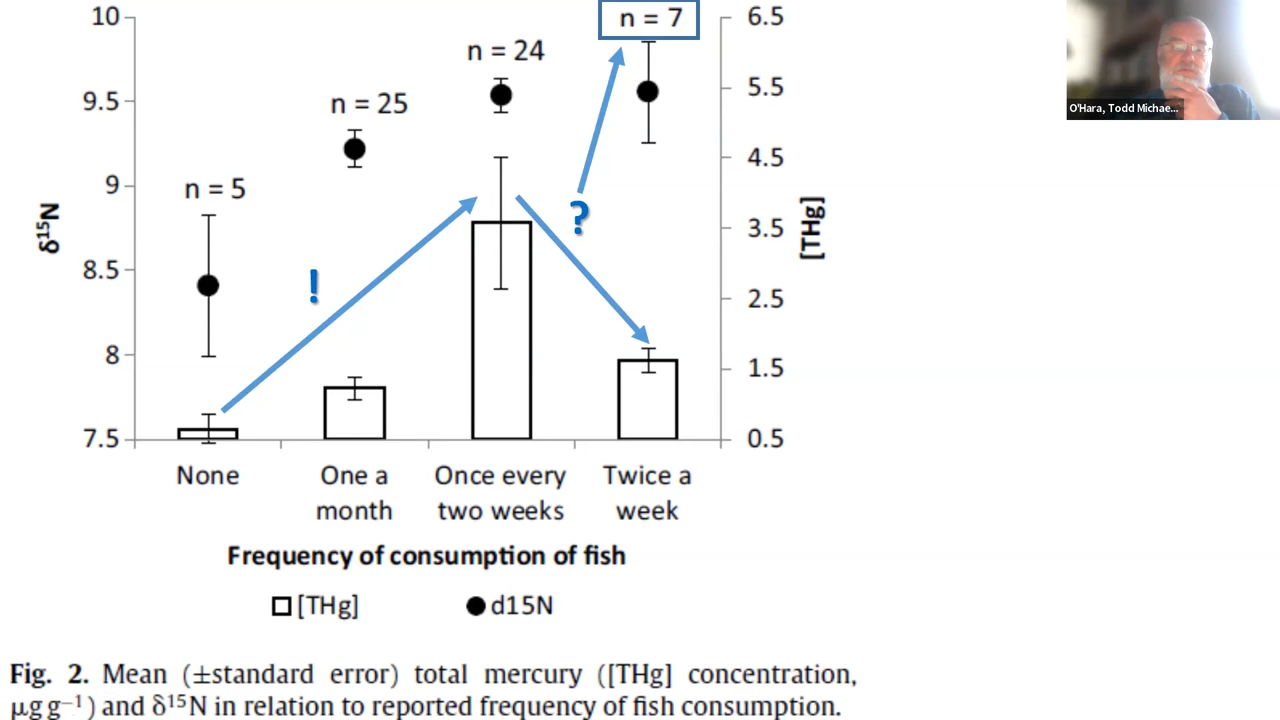 10
n = 7
6.5
n = 24
n = 25
9.5
5.5
O'Hara, Todd Michae...
4.5
9
n = 5
δ¹⁵N
?
3.5
[THg]
8.5
!
2.5
8
1.5
7.5
0.5
None
One a
month
Once every
two weeks
Twice a
week
Frequency of consumption of fish
[THg]
d15N
Fig. 2. Mean (±standard error) total mercury ([THg] concentration,
μg g⁻¹) and δ¹⁵N in relation to reported frequency of fish consumption.